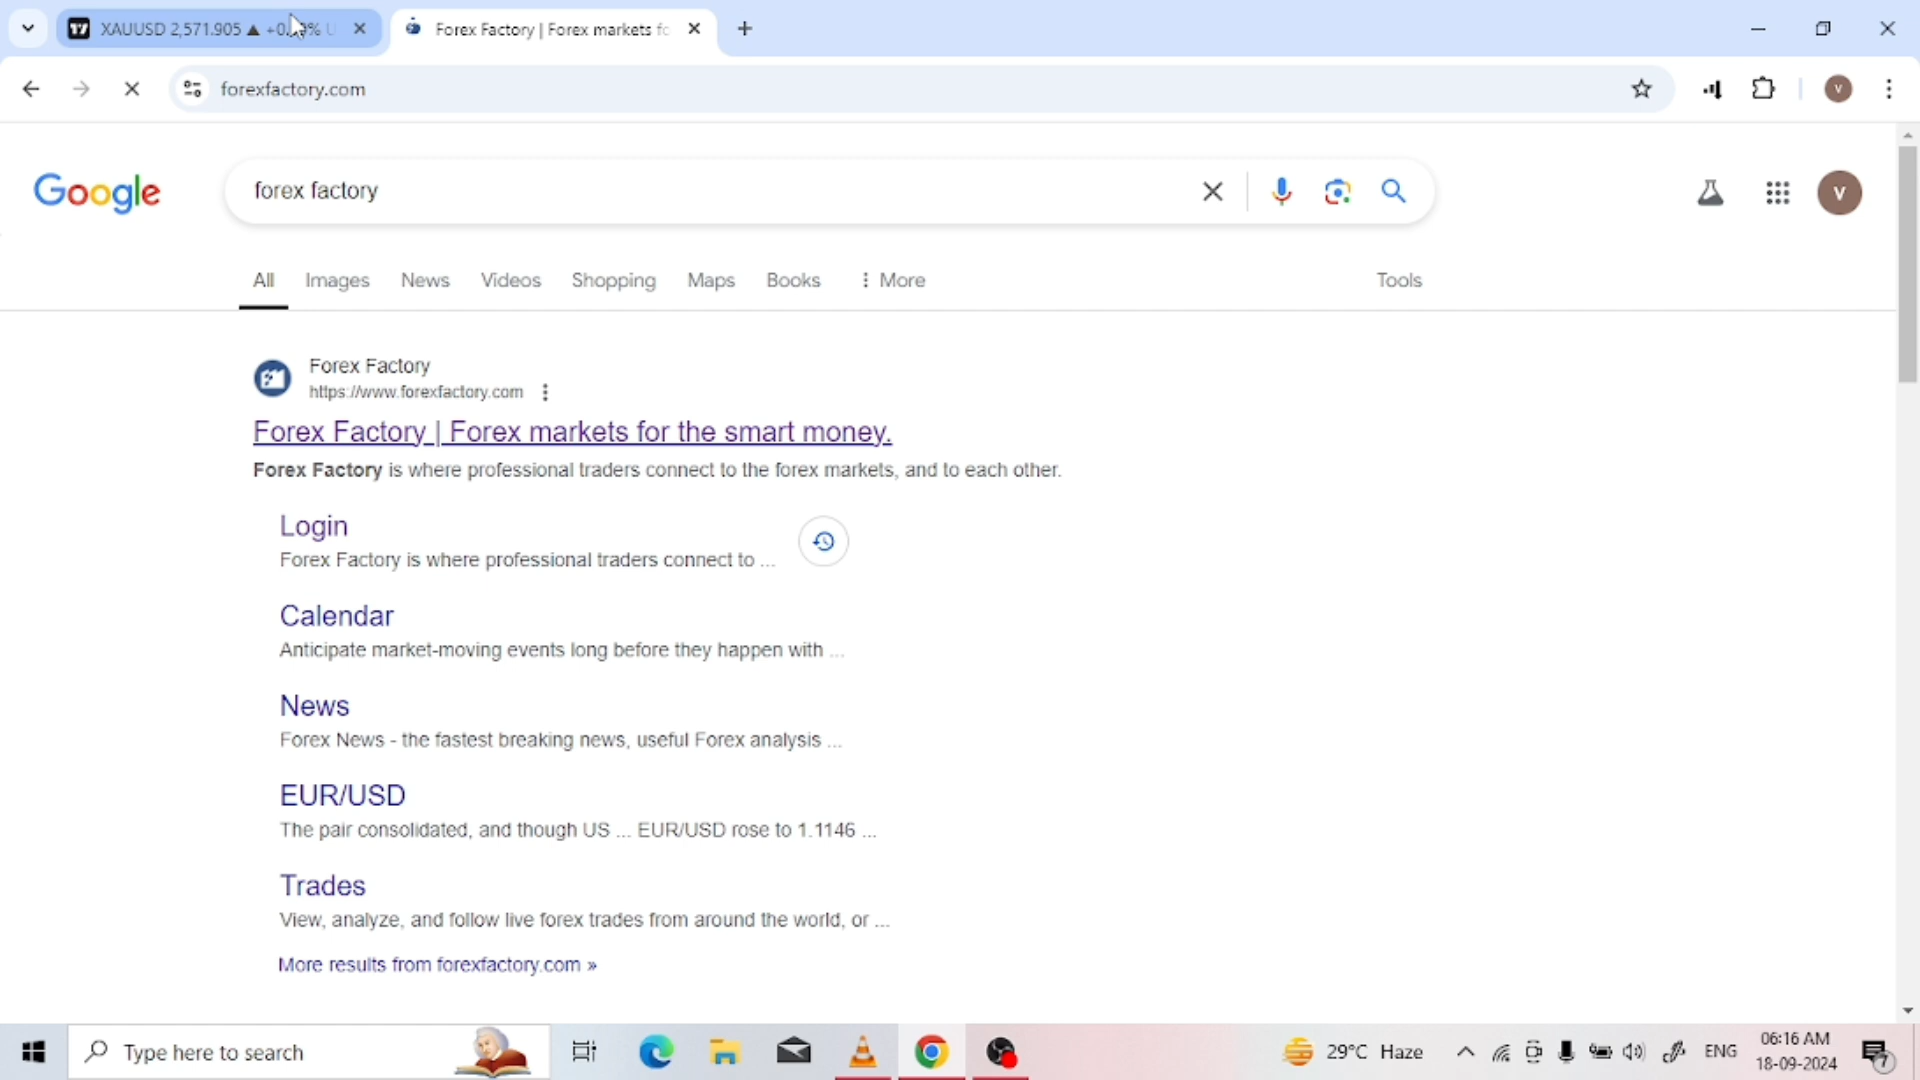 XAUUSD 2,571.905 ▲
Forex Factory | Forex markets fo
forexfactory.com
V
Google
forex factory
V
All
Images
News
Videos
Shopping
Maps
Books
More
Tools
Forex Factory
https://www.forexfactory.com
Forex Factory | Forex markets for the smart money.
Forex Factory is where professional traders connect to the forex markets, and to each other.
Login
Forex Factory is where professional traders connect to ...
Calendar
Anticipate market-moving events long before they happen with ...
News
Forex News - the fastest breaking news, useful Forex analysis ...
EUR/USD
The pair consolidated, and though US ... EUR/USD rose to 1.1146 ...
Trades
View, analyze, and follow live forex trades from around the world, or ...
More results from forexfactory.com »
Type here to search
29°C Haze
ENG
06:16 AM
18-09-2024
7